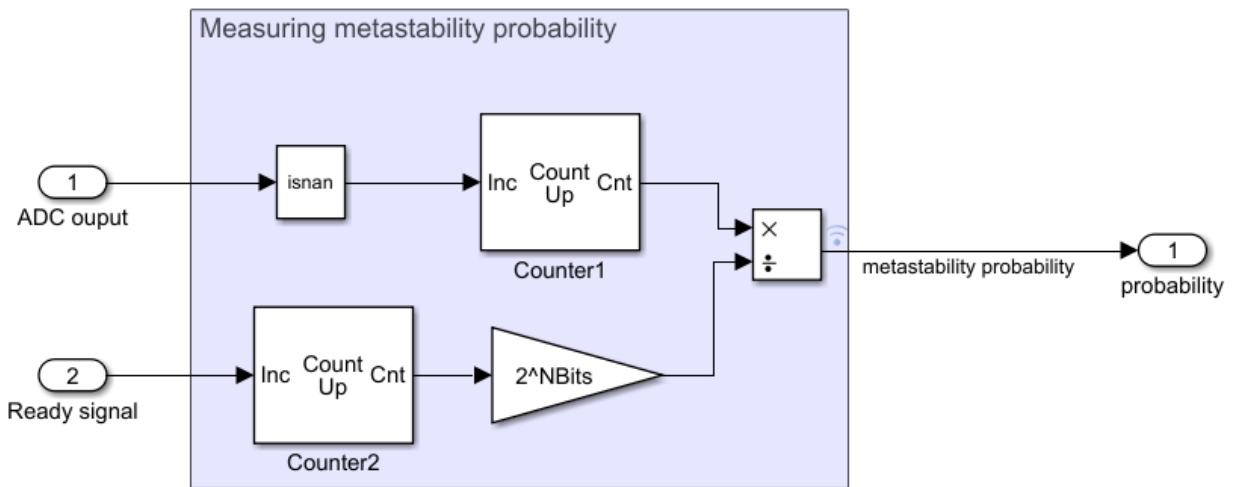 Measuring metastability probability
1
ADC ouput
isnan
Inc Count Up Cnt
Counter1
×
÷
metastability probability
1
probability
2
Ready signal
Inc Count Up Cnt
Counter2
2^NBits